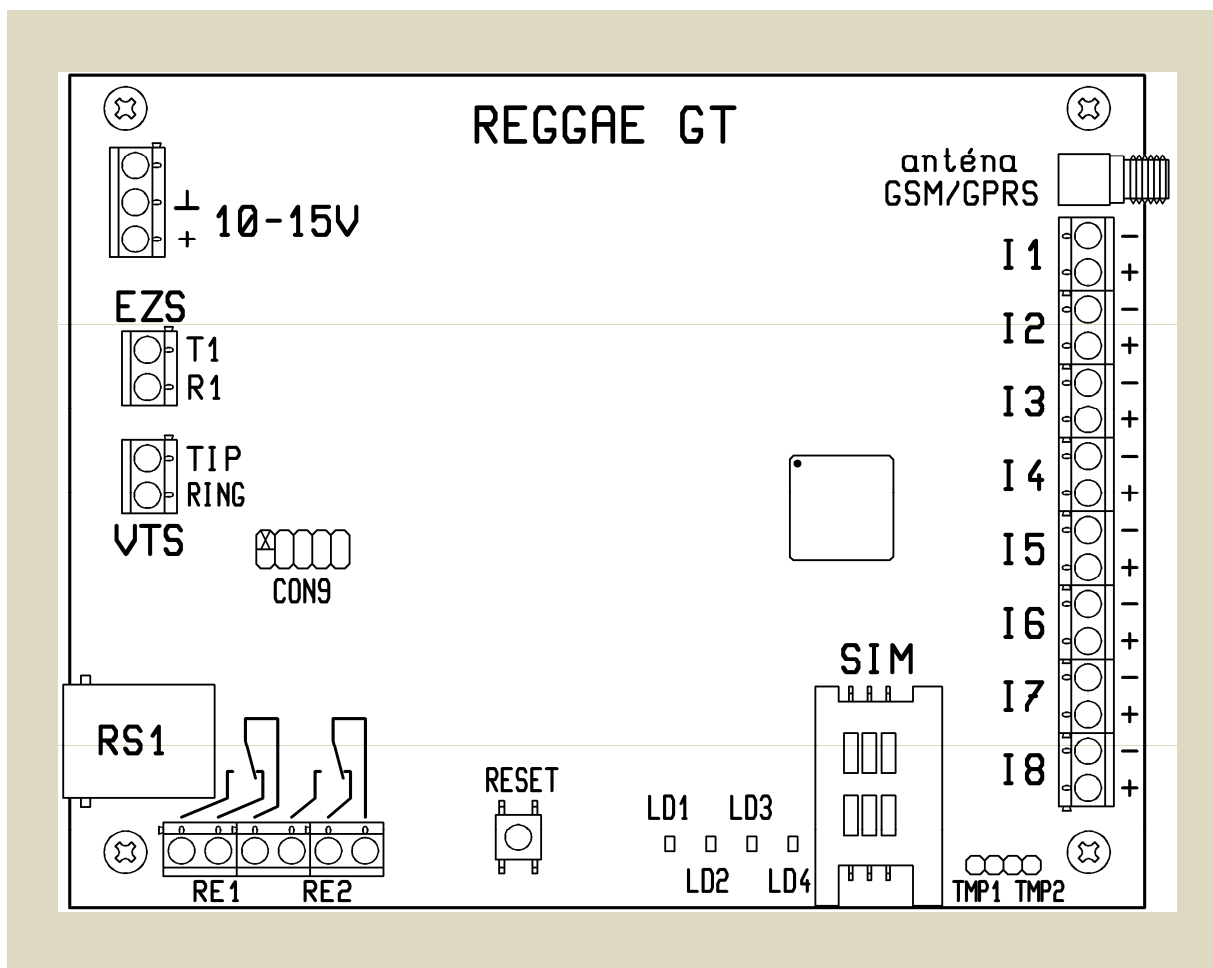 REGGAE GT
anténa
GSM/GPRS
⊥ 10-15V
+
EZS
T1
R1
TIP
RING
VTS
CON9
I1 -
+
I2 -
+
I3 -
+
I4 -
+
I5 -
+
I6 -
+
I7 -
+
I8 -
+
SIM
RS1
RESET
LD1 LD3
LD2 LD4
RE1 RE2
TMP1 TMP2